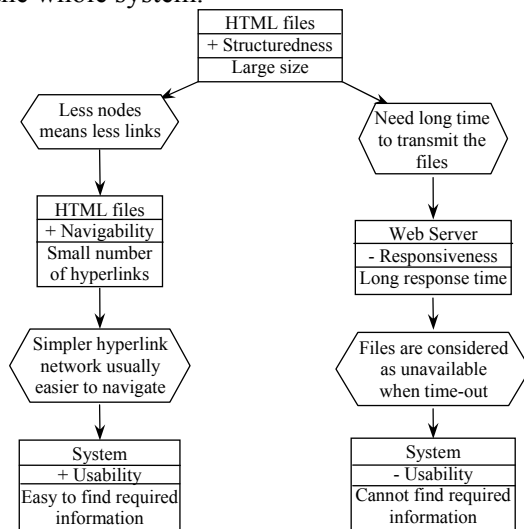 the whole system.
HTML files
+ Structuredness
Large size
Less nodes
means less links
Need long time
to transmit the
files
HTML files
+ Navigability
Small number
of hyperlinks
Web Server
- Responsiveness
Long response time
Simpler hyperlink
network usually
easier to navigate
Files are considered
as unavailable
when time-out
System
+ Usability
Easy to find required
information
System
- Usability
Cannot find required
information